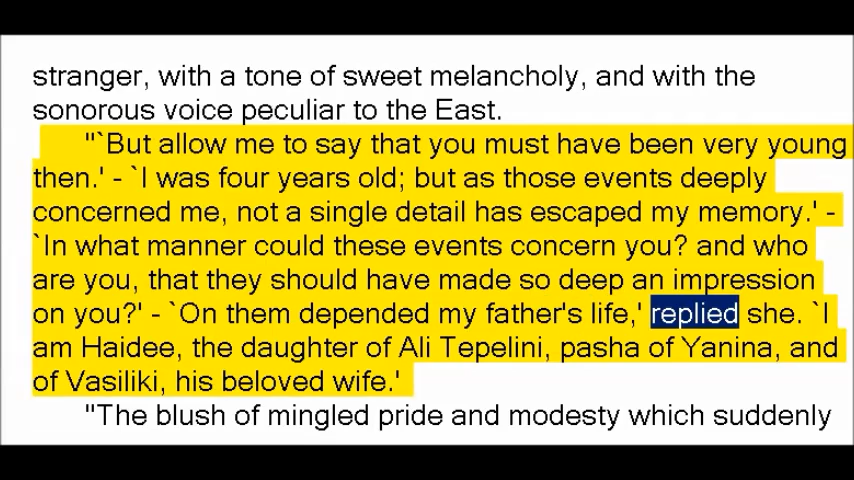 stranger, with a tone of sweet melancholy, and with the
sonorous voice peculiar to the East.
"`But allow me to say that you must have been very young
then.' - `I was four years old; but as those events deeply
concerned me, not a single detail has escaped my memory.' -
`In what manner could these events concern you? and who
are you, that they should have made so deep an impression
on you?' - `On them depended my father's life,' replied she. `I
am Haidee, the daughter of Ali Tepelini, pasha of Yanina, and
of Vasiliki, his beloved wife.'
"The blush of mingled pride and modesty which suddenly